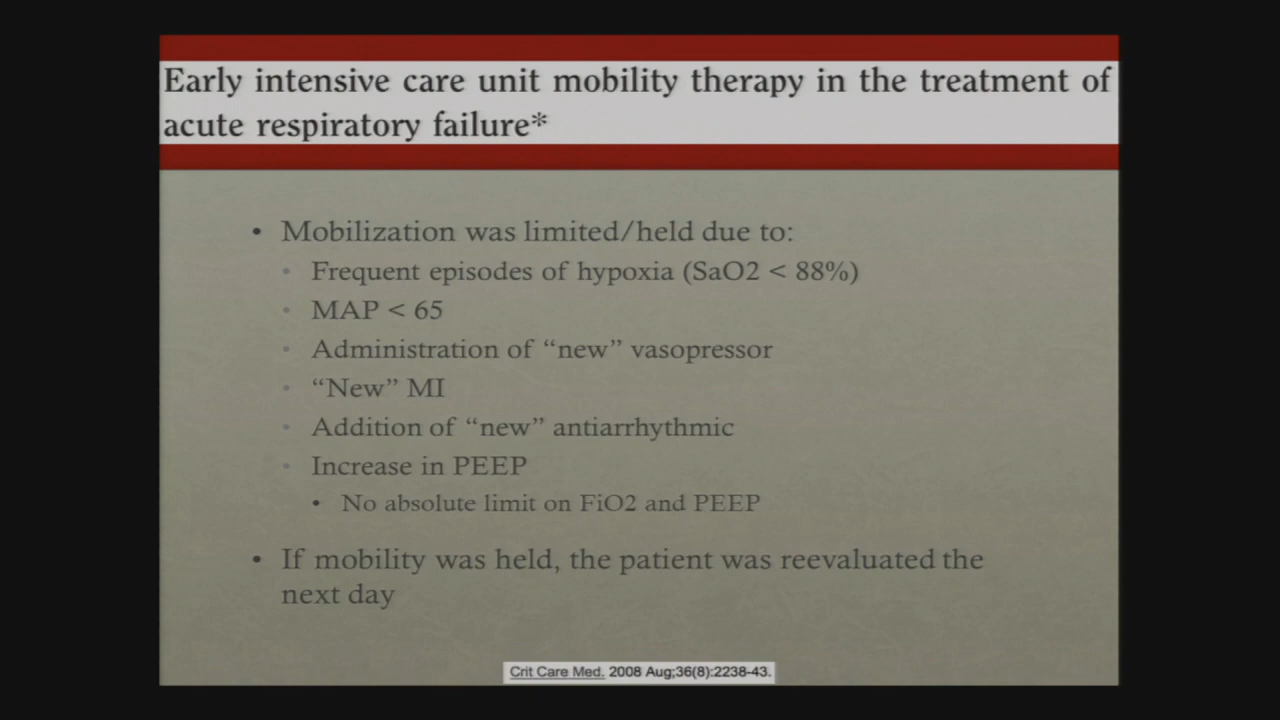 Early intensive care unit mobility therapy in the treatment of
acute respiratory failure*
• Mobilization was limited/held due to:
• Frequent episodes of hypoxia (SaO2 < 88%)
• MAP < 65
• Administration of “new” vasopressor
• “New” MI
• Addition of “new” antiarrhythmic
• Increase in PEEP
• No absolute limit on FiO2 and PEEP
• If mobility was held, the patient was reevaluated the
next day
Crit Care Med. 2008 Aug;36(8):2238-43.